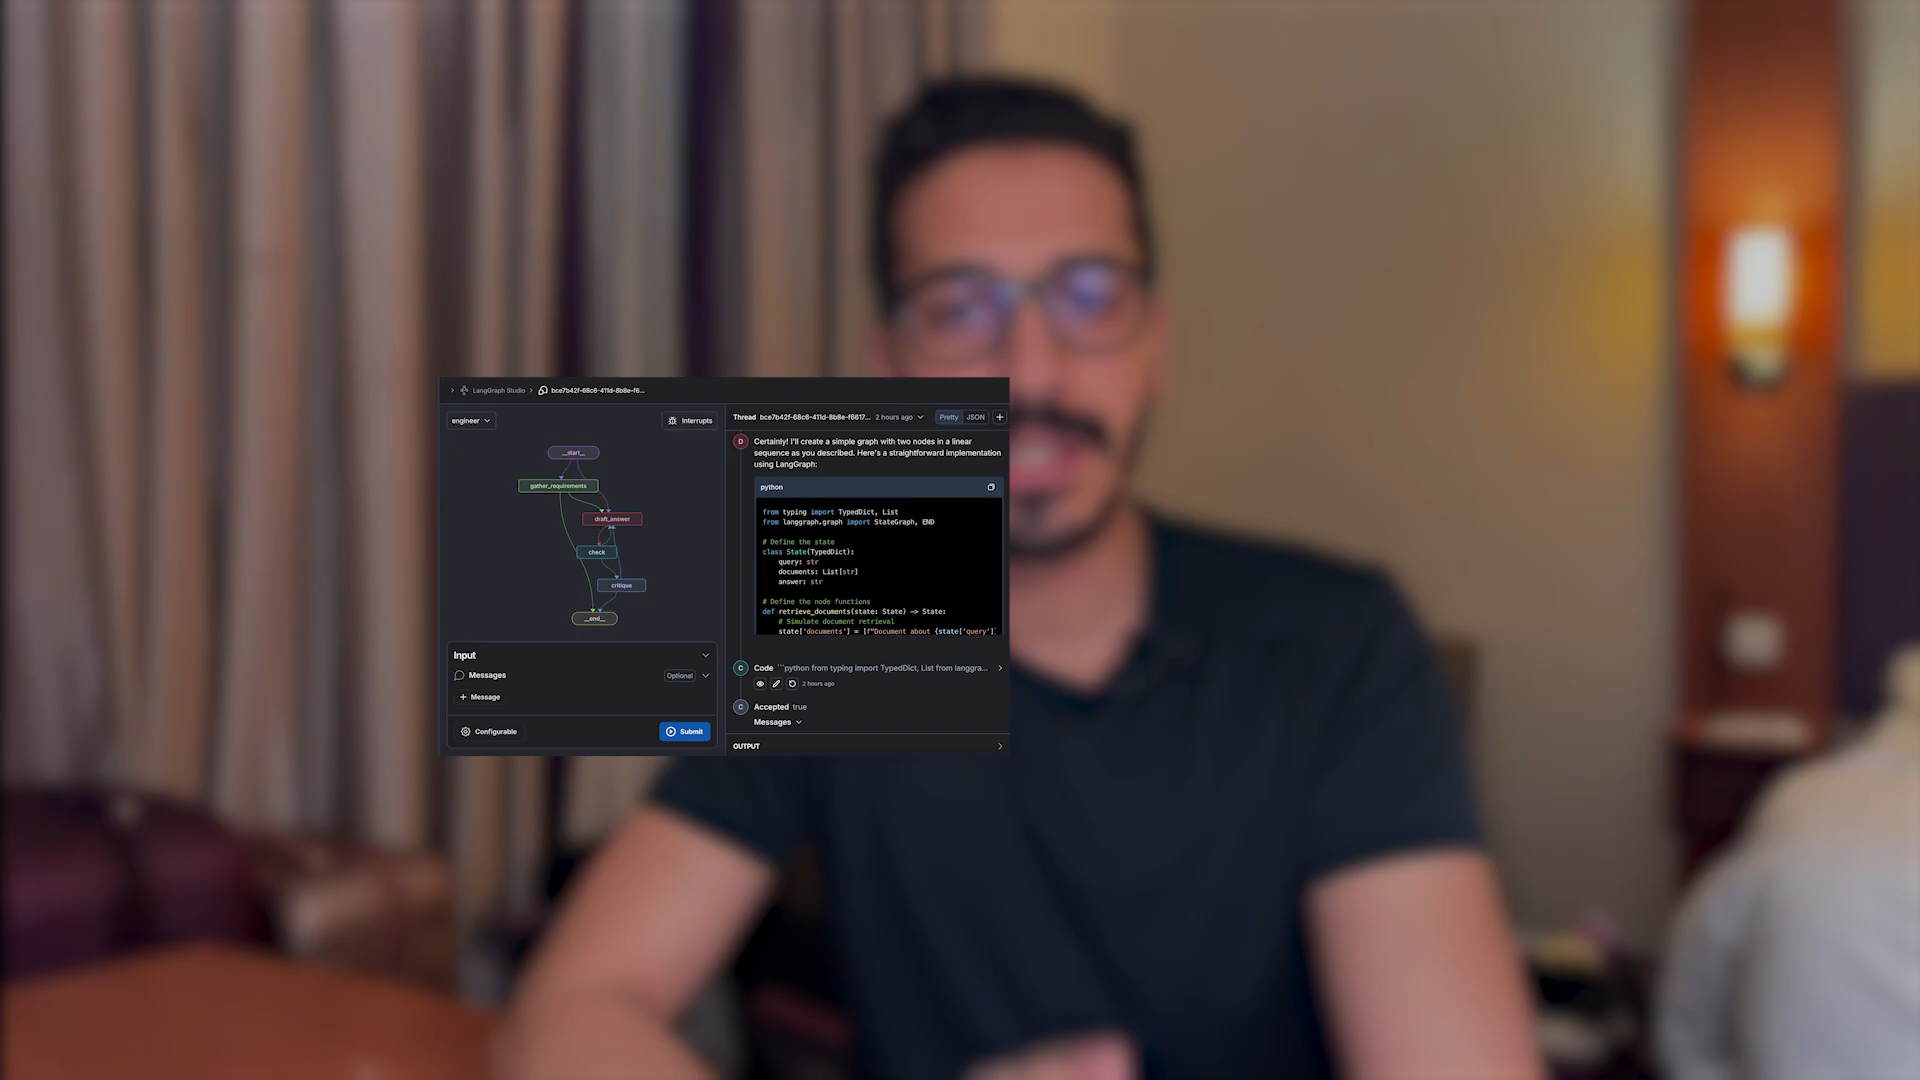 LangGraph Studio
bce7b42f-68c6-411d-8b8e-f6...
engineer
Interrupts
__start__
gather_requirements
draft_answer
check
critique
__end__
Input
Messages
Optional
+ Message
Configurable
Submit
Thread bce7b42f-68c6-411d-8b8e-f6617... 2 hours ago
Pretty JSON
D
Certainly! I'll create a simple graph with two nodes in a linear
sequence as you described. Here's a straightforward implementation
using LangGraph:
python
from typing import TypedDict, List
from langgraph.graph import StateGraph, END
# Define the state
class State(TypedDict):
query: str
documents: List[str]
answer: str
# Define the node functions
def retrieve_documents(state: State) -> State:
# Simulate document retrieval
state['documents'] = [f"Document about {state['query']
C
Code ```python from typing import TypedDict, List from langgra...
2 hours ago
C
Accepted true
Messages
OUTPUT